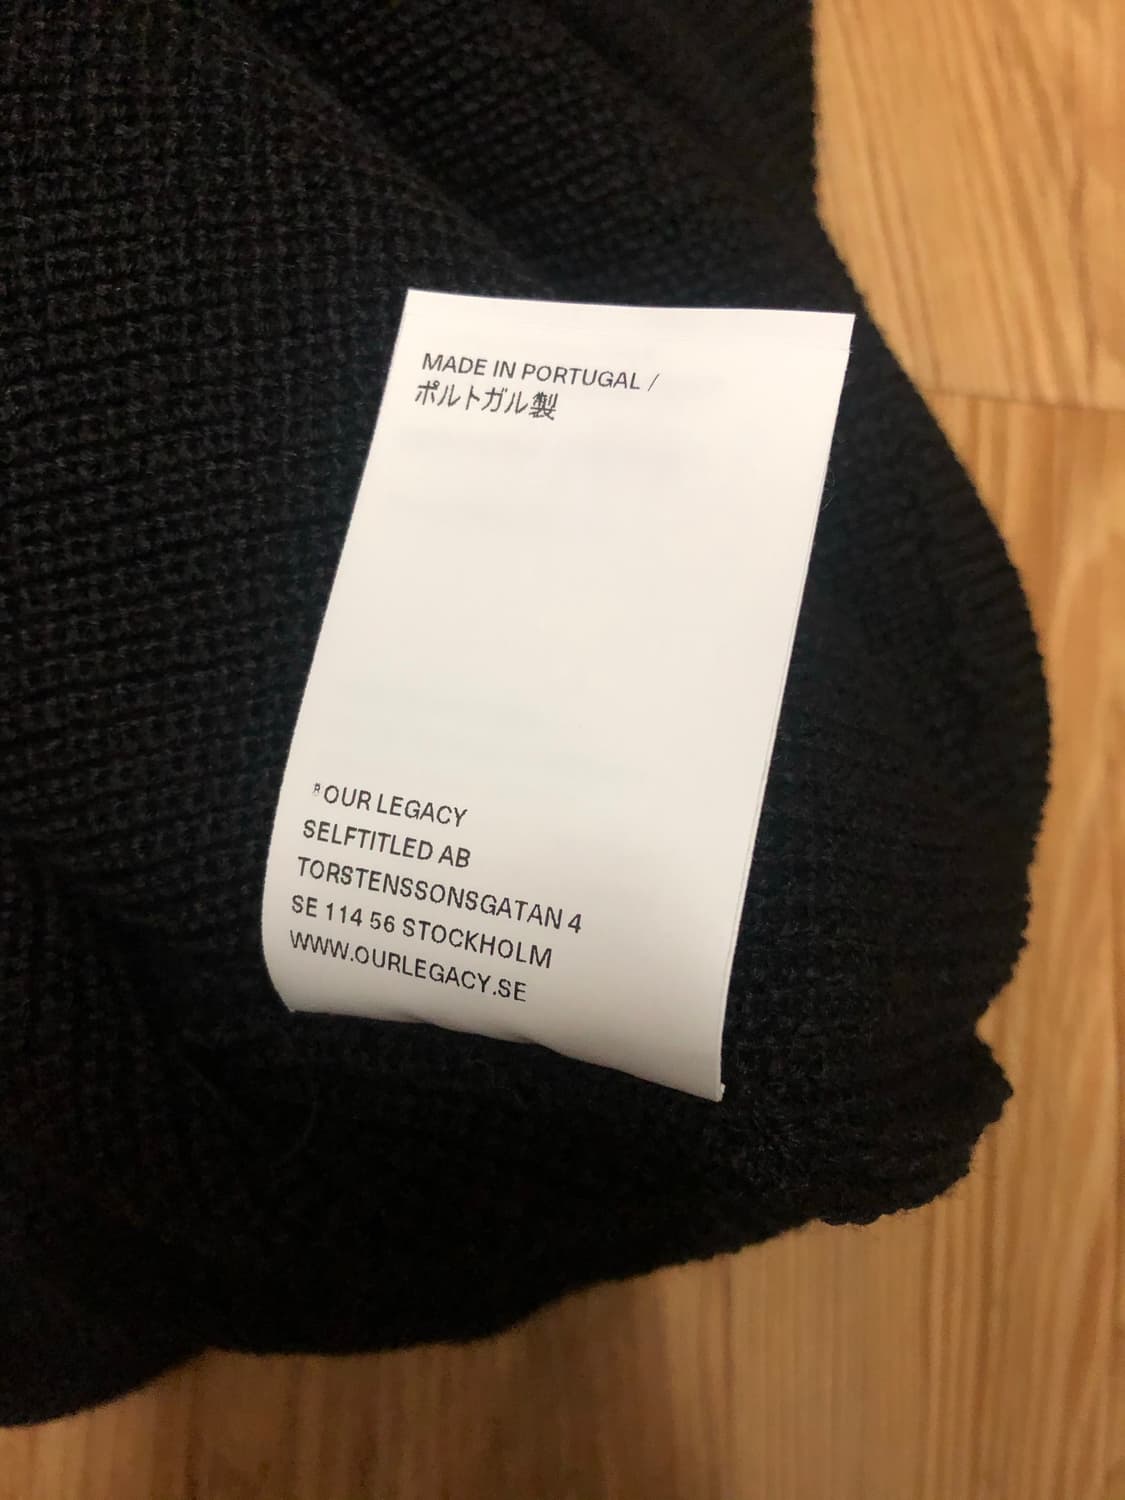 MADE IN PORTUGAL /
ポルトガル製
®OUR LEGACY
SELFTITLED AB
TORSTENSSONSGATAN 4
SE 114 56 STOCKHOLM
WWW.OURLEGACY.SE